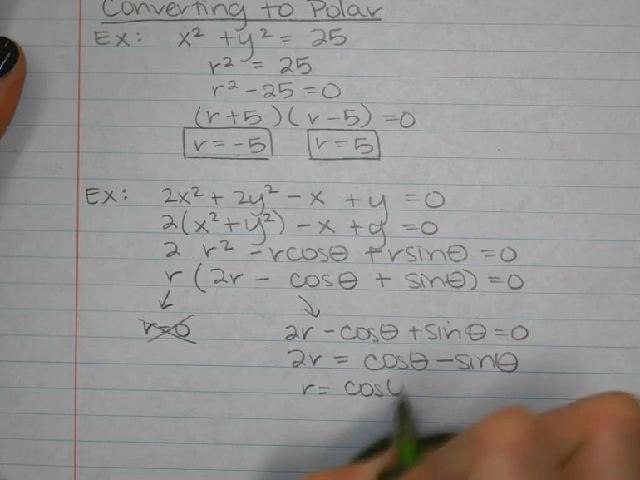 Converting to Polar
EX: x² + y² = 25
r² = 25
r² - 25 = 0
(r + 5)(r - 5) = 0
r = -5 r = 5
EX: 2x² + 2y² - x + y = 0
2(x² + y²) - x + y = 0
2 r² - rcosθ + rsinθ = 0
r(2r - cosθ + sinθ) = 0
↙ ↘
r=0 2r - cosθ + sinθ = 0
2r = cosθ - sinθ
r = cos